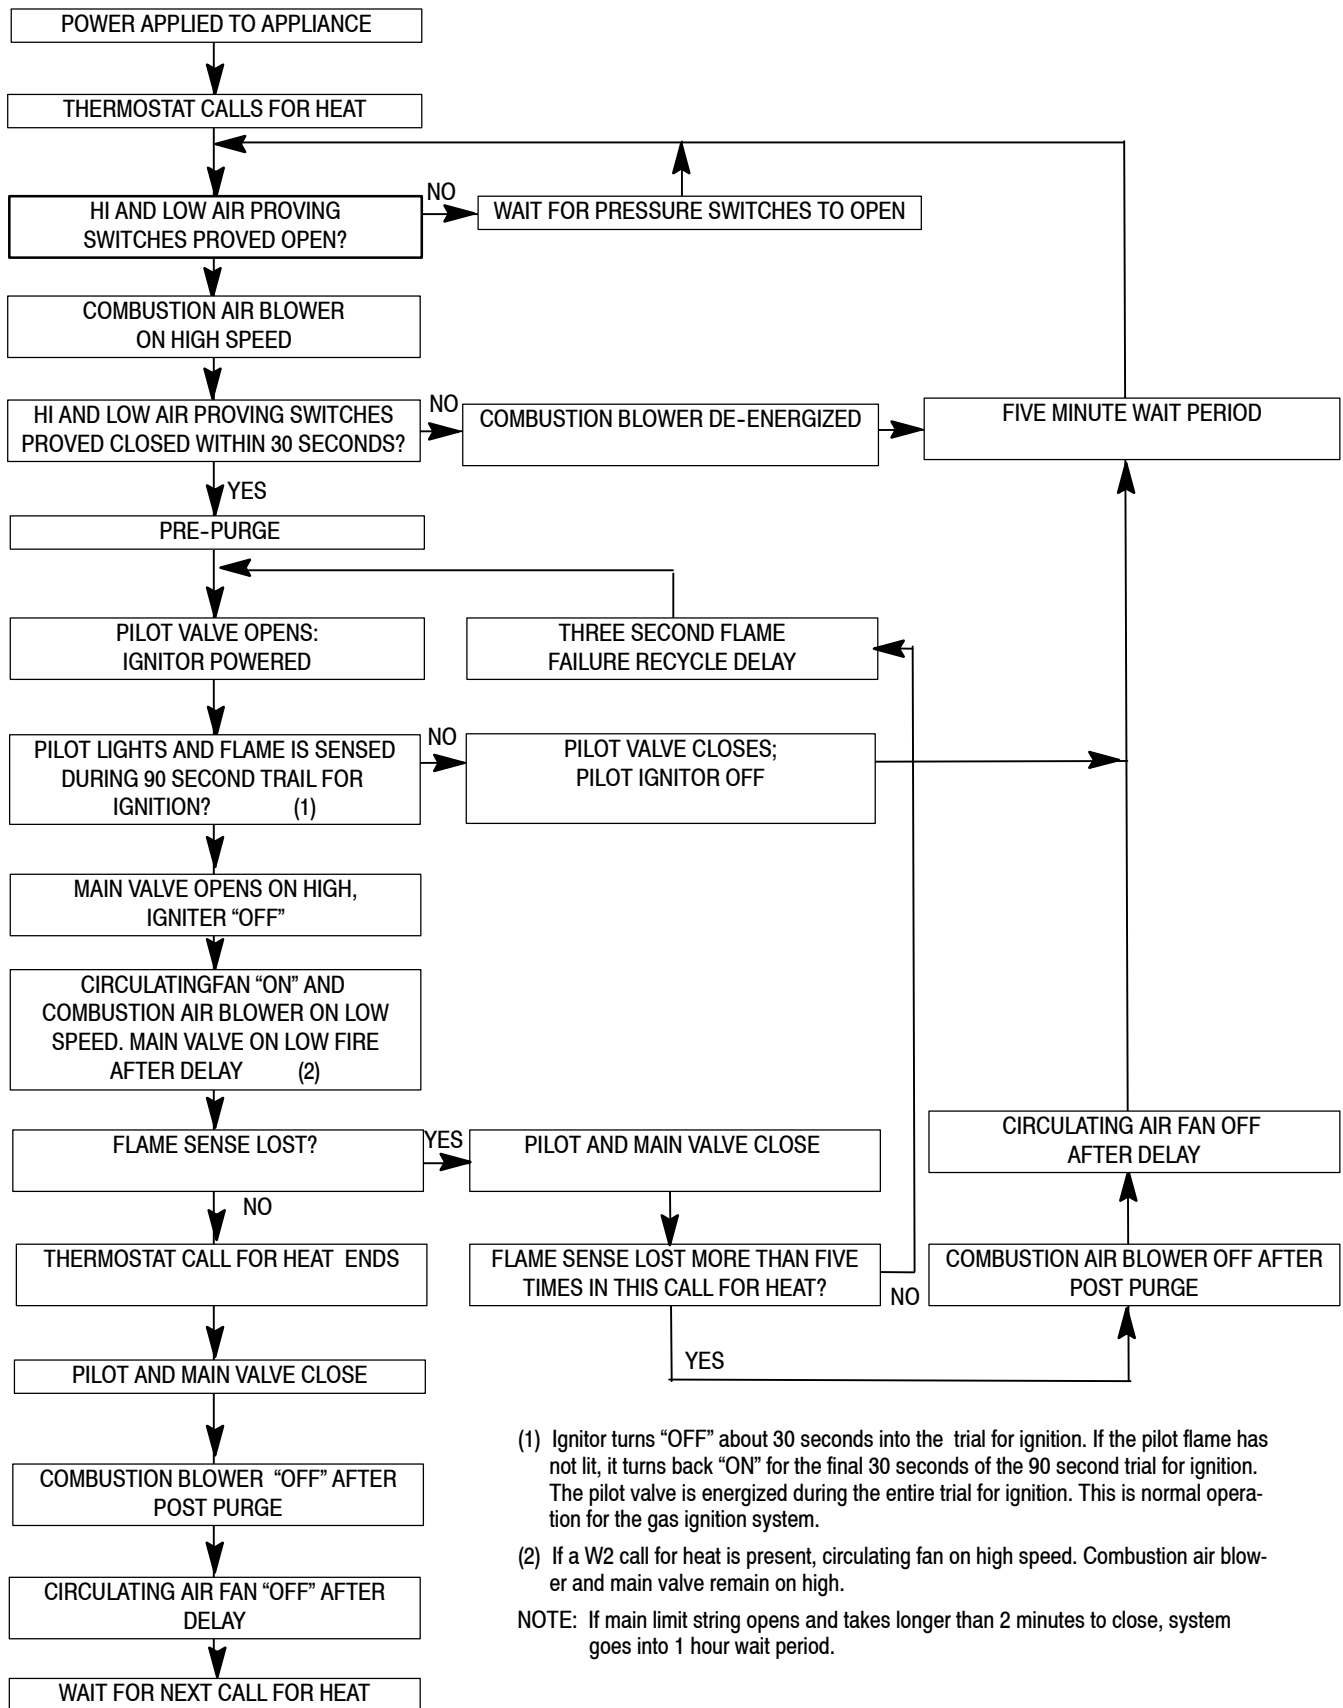 POWER APPLIED TO APPLIANCE
THERMOSTAT CALLS FOR HEAT
HI AND LOW AIR PROVING
SWITCHES PROVED OPEN?
NO
WAIT FOR PRESSURE SWITCHES TO OPEN
COMBUSTION AIR BLOWER
ON HIGH SPEED
HI AND LOW AIR PROVING SWITCHES
PROVED CLOSED WITHIN 30 SECONDS?
NO
COMBUSTION BLOWER DE-ENERGIZED
FIVE MINUTE WAIT PERIOD
YES
PRE-PURGE
PILOT VALVE OPENS:
IGNITOR POWERED
THREE SECOND FLAME
FAILURE RECYCLE DELAY
PILOT LIGHTS AND FLAME IS SENSED
DURING 90 SECOND TRAIL FOR
IGNITION? (1)
NO
PILOT VALVE CLOSES;
PILOT IGNITOR OFF
MAIN VALVE OPENS ON HIGH,
IGNITER “OFF”
CIRCULATINGFAN “ON” AND
COMBUSTION AIR BLOWER ON LOW
SPEED. MAIN VALVE ON LOW FIRE
AFTER DELAY (2)
FLAME SENSE LOST?
YES
PILOT AND MAIN VALVE CLOSE
CIRCULATING AIR FAN OFF
AFTER DELAY
NO
THERMOSTAT CALL FOR HEAT ENDS
FLAME SENSE LOST MORE THAN FIVE
TIMES IN THIS CALL FOR HEAT?
NO
COMBUSTION AIR BLOWER OFF AFTER
POST PURGE
YES
PILOT AND MAIN VALVE CLOSE
COMBUSTION BLOWER “OFF” AFTER
POST PURGE
CIRCULATING AIR FAN “OFF” AFTER
DELAY
WAIT FOR NEXT CALL FOR HEAT
(1) Ignitor turns “OFF” about 30 seconds into the trial for ignition. If the pilot flame has
not lit, it turns back “ON” for the final 30 seconds of the 90 second trial for ignition.
The pilot valve is energized during the entire trial for ignition. This is normal opera-
tion for the gas ignition system.
(2) If a W2 call for heat is present, circulating fan on high speed. Combustion air blow-
er and main valve remain on high.
NOTE: If main limit string opens and takes longer than 2 minutes to close, system
goes into 1 hour wait period.